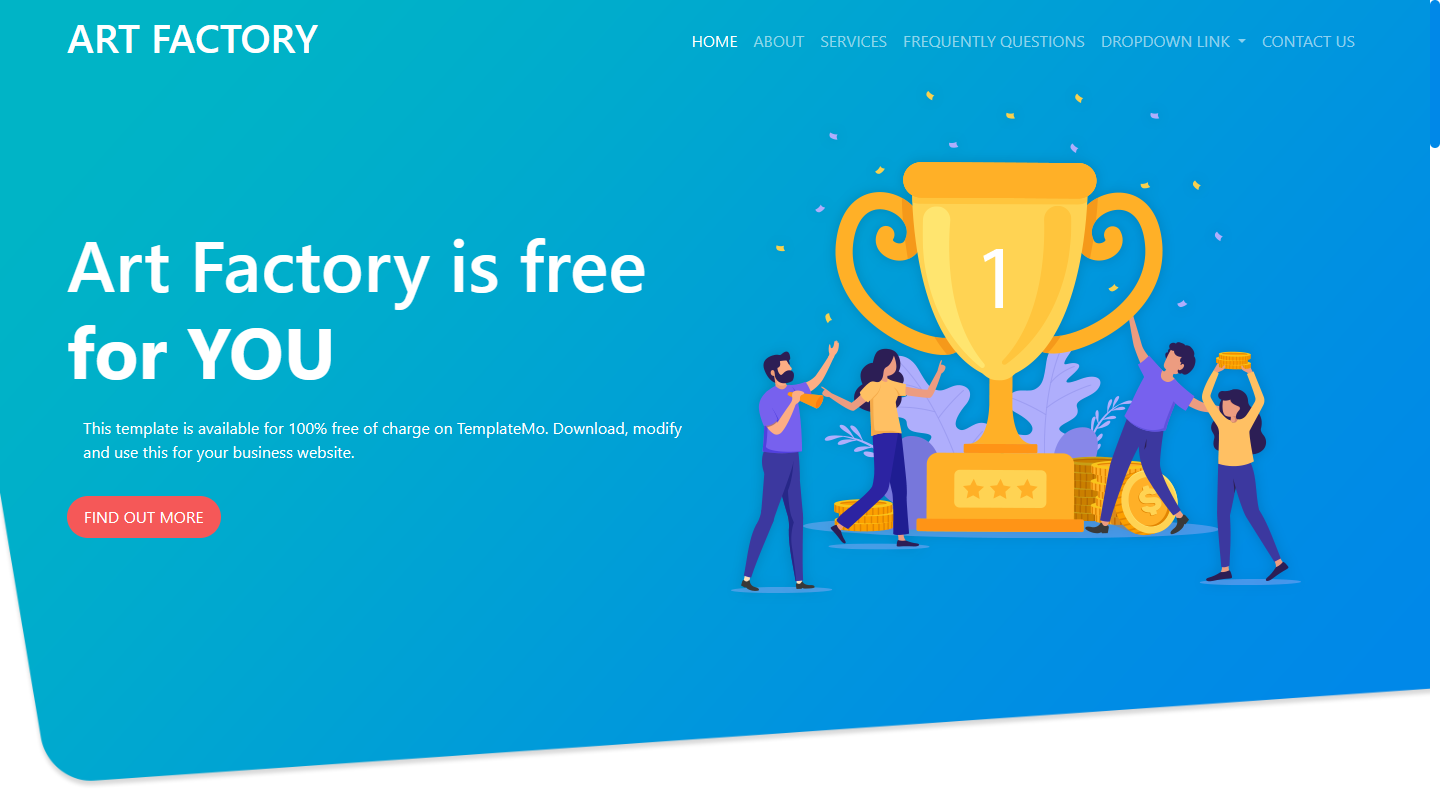 ART FACTORY
HOME ABOUT SERVICES FREQUENTLY QUESTIONS DROPDOWN LINK CONTACT US
Art Factory is free
for YOU
This template is available for 100% free of charge on TemplateMo. Download, modify
and use this for your business website.
FIND OUT MORE
1
$